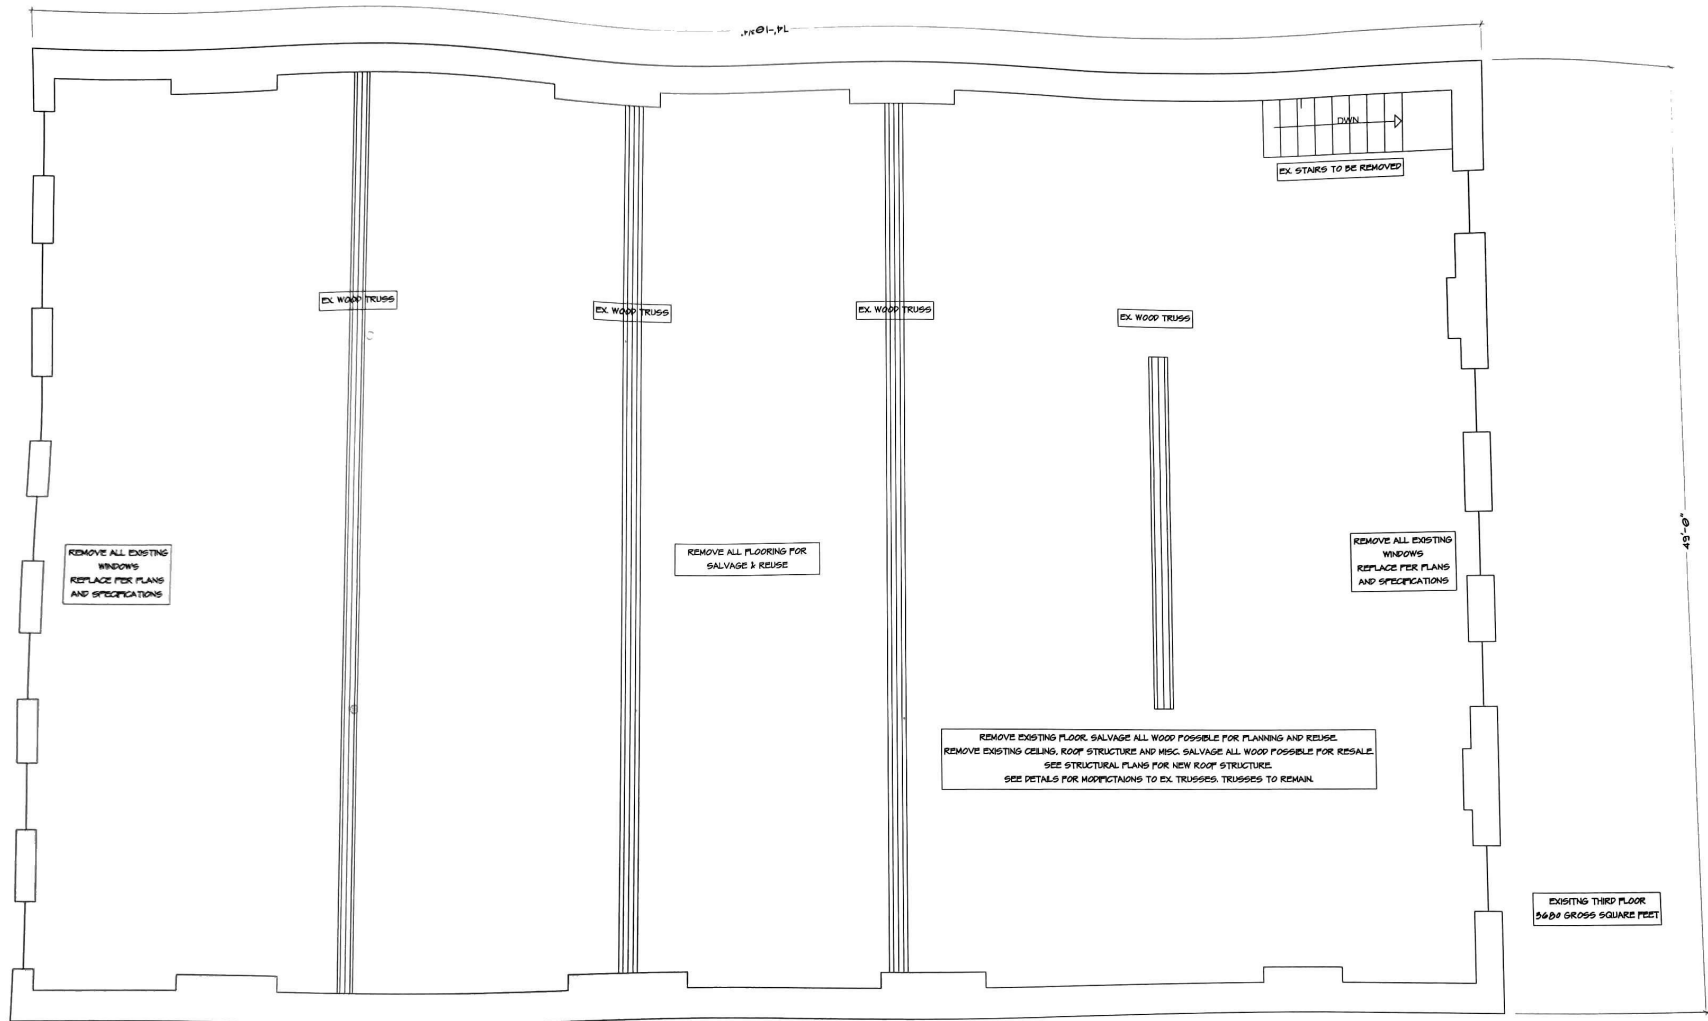 DWN
EX. STAIRS TO BE REMOVED
EX. WOOD TRUSS
EX. WOOD TRUSS
EX. WOOD TRUSS
EX. WOOD TRUSS
REMOVE ALL EXISTING
WINDOWS
REPLACE PER PLANS
AND SPECIFICATIONS
REMOVE ALL FLOORING FOR
SALVAGE & REUSE
REMOVE ALL EXISTING
WINDOWS
REPLACE PER PLANS
AND SPECIFICATIONS
49'-0"
REMOVE EXISTING FLOOR. SALVAGE ALL WOOD POSSIBLE FOR PLANNING AND REUSE.
REMOVE EXISTING CEILING, ROOF STRUCTURE AND MISC. SALVAGE ALL WOOD POSSIBLE FOR RESALE.
SEE STRUCTURAL PLANS FOR NEW ROOF STRUCTURE.
SEE DETAILS FOR MODIFICTAIONS TO EX. TRUSSES. TRUSSES TO REMAIN.
EXISITNG THIRD FLOOR
3680 GROSS SQUARE FEET